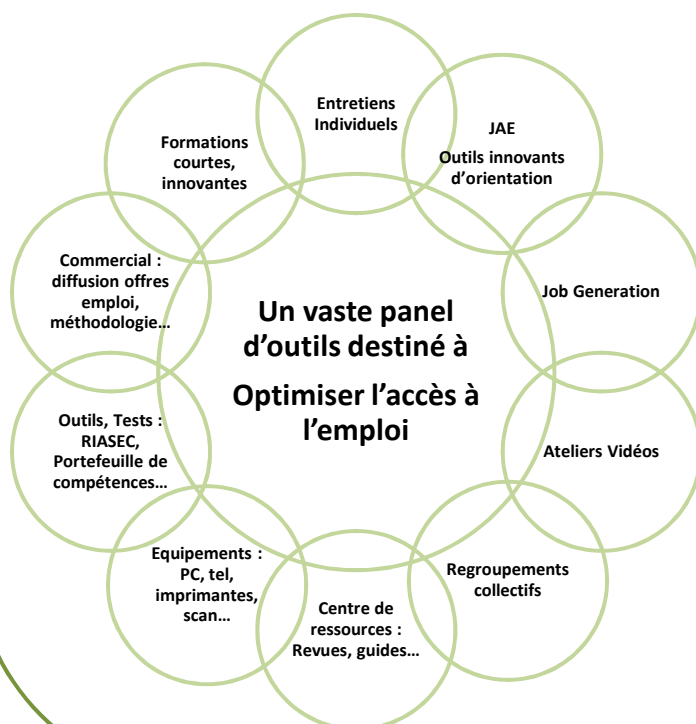 Entretiens
Individuels
JAE
Outils innovants
d'orientation
Job Generation
Ateliers Vidéos
Regroupements
collectifs
Centre de
ressources :
Revues, guides…
Equipements :
PC, tel,
imprimantes,
scan…
Outils, Tests :
RIASEC,
Portefeuille de
compétences…
Commercial :
diffusion offres
emploi,
méthodologie…
Formations
courtes,
innovantes
Un vaste panel
d'outils destiné à
Optimiser l'accès à
l'emploi